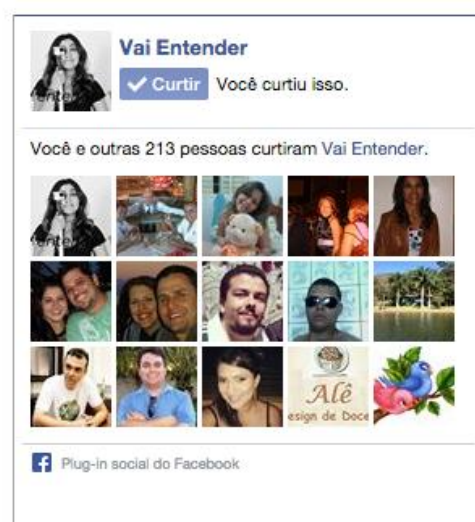 Vai Entender
Curtir Você curtiu isso.
Você e outras 213 pessoas curtiram Vai Entender.
Alê
esign de Doce
Plug-in social do Facebook